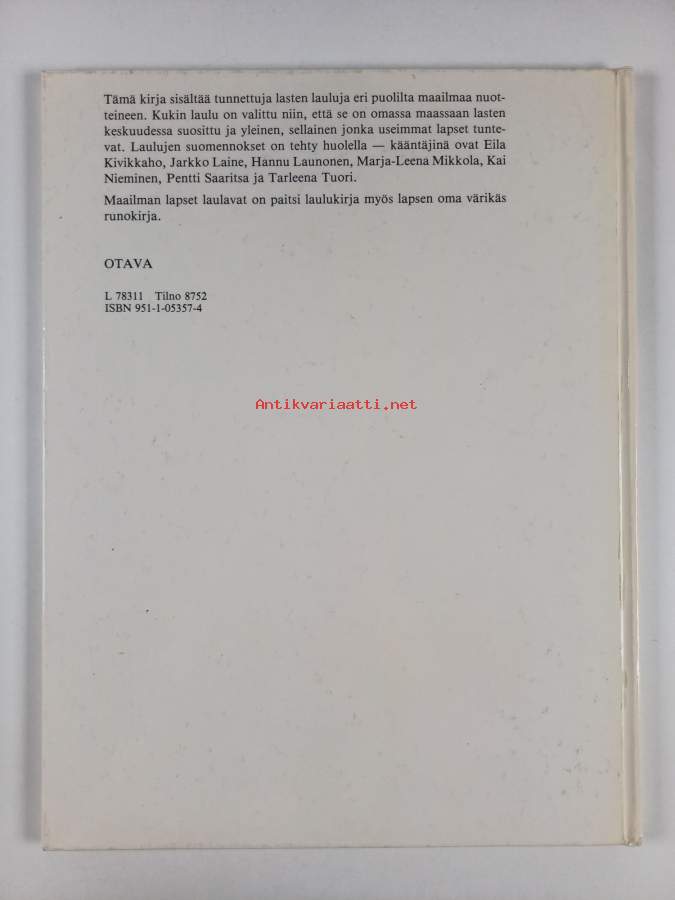 Tämä kirja sisältää tunnettuja lasten lauluja eri puolilta maailmaa nuot-
teineen. Kukin laulu on valittu niin, että se on omassa maassaan lasten
keskuudessa suosittu ja yleinen, sellainen jonka useimmat lapset tunte-
vat. Laulujen suomennokset on tehty huolella — kääntäjinä ovat Eila
Kivikkaho, Jarkko Laine, Hannu Launonen, Marja-Leena Mikkola, Kai
Nieminen, Pentti Saaritsa ja Tarleena Tuori.
Maailman lapset laulavat on paitsi laulukirja myös lapsen oma värikäs
runokirja.
OTAVA
L 78311 Tilno 8752
ISBN 951-1-05357-4
Antikvariaatti.net